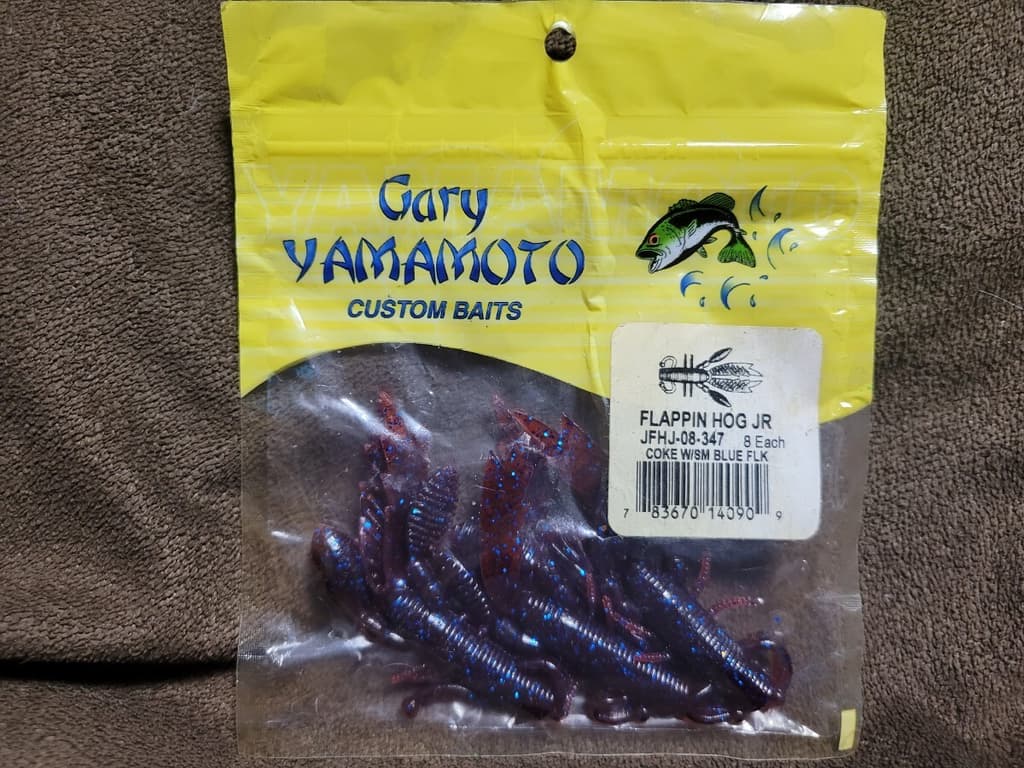 Gary
YAMAMOTO
CUSTOM BAITS
FLAPPIN HOG JR
JFHJ-08-347 8 Each
COKE W/SM BLUE FLK
7 83670 14090 9